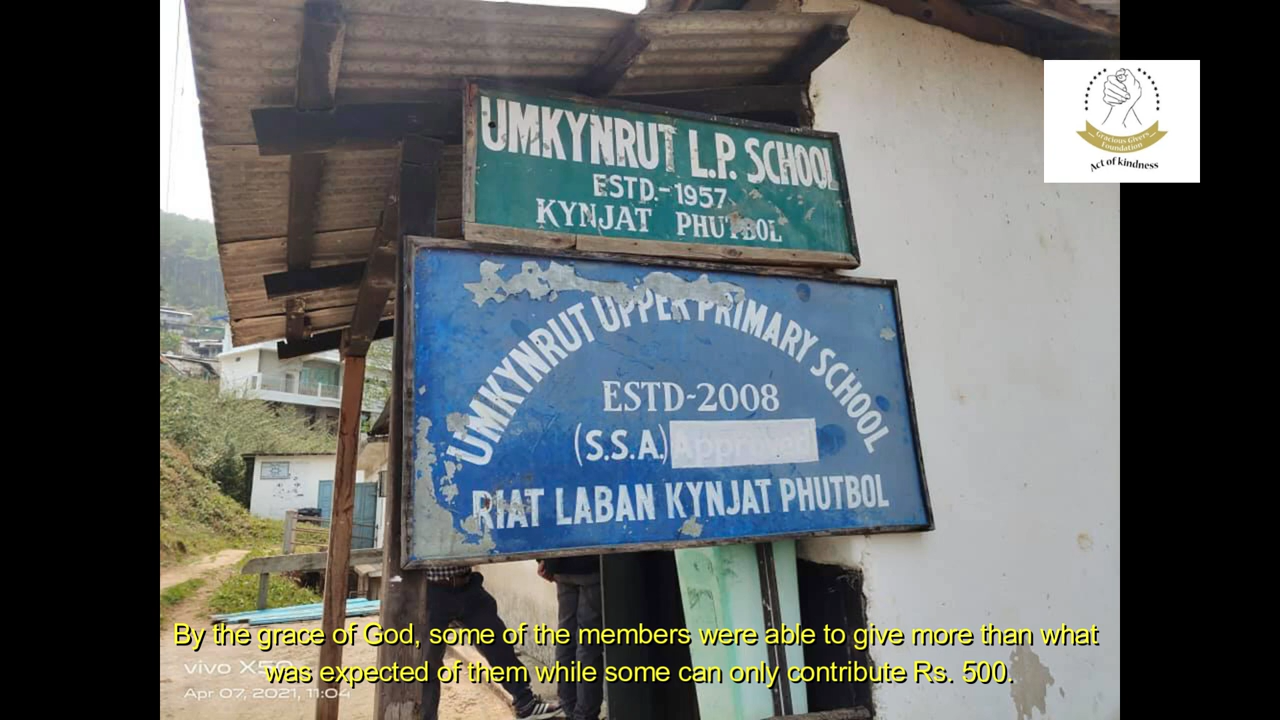 UMKYNRUT L.P. SCHOOL
ESTD.-1957
KYNJAT PHUTBOL
UMKYNRUT UPPER PRIMARY SCHOOL
ESTD-2008
(S.S.A.) Approved
RIAT LABAN KYNJAT PHUTBOL
Gracious Givers
Foundation
Act of kindness
By the grace of God, some of the members were able to give more than what
was expected of them while some can only contribute Rs. 500.
vivo X50
Apr 07, 2021, 11:04